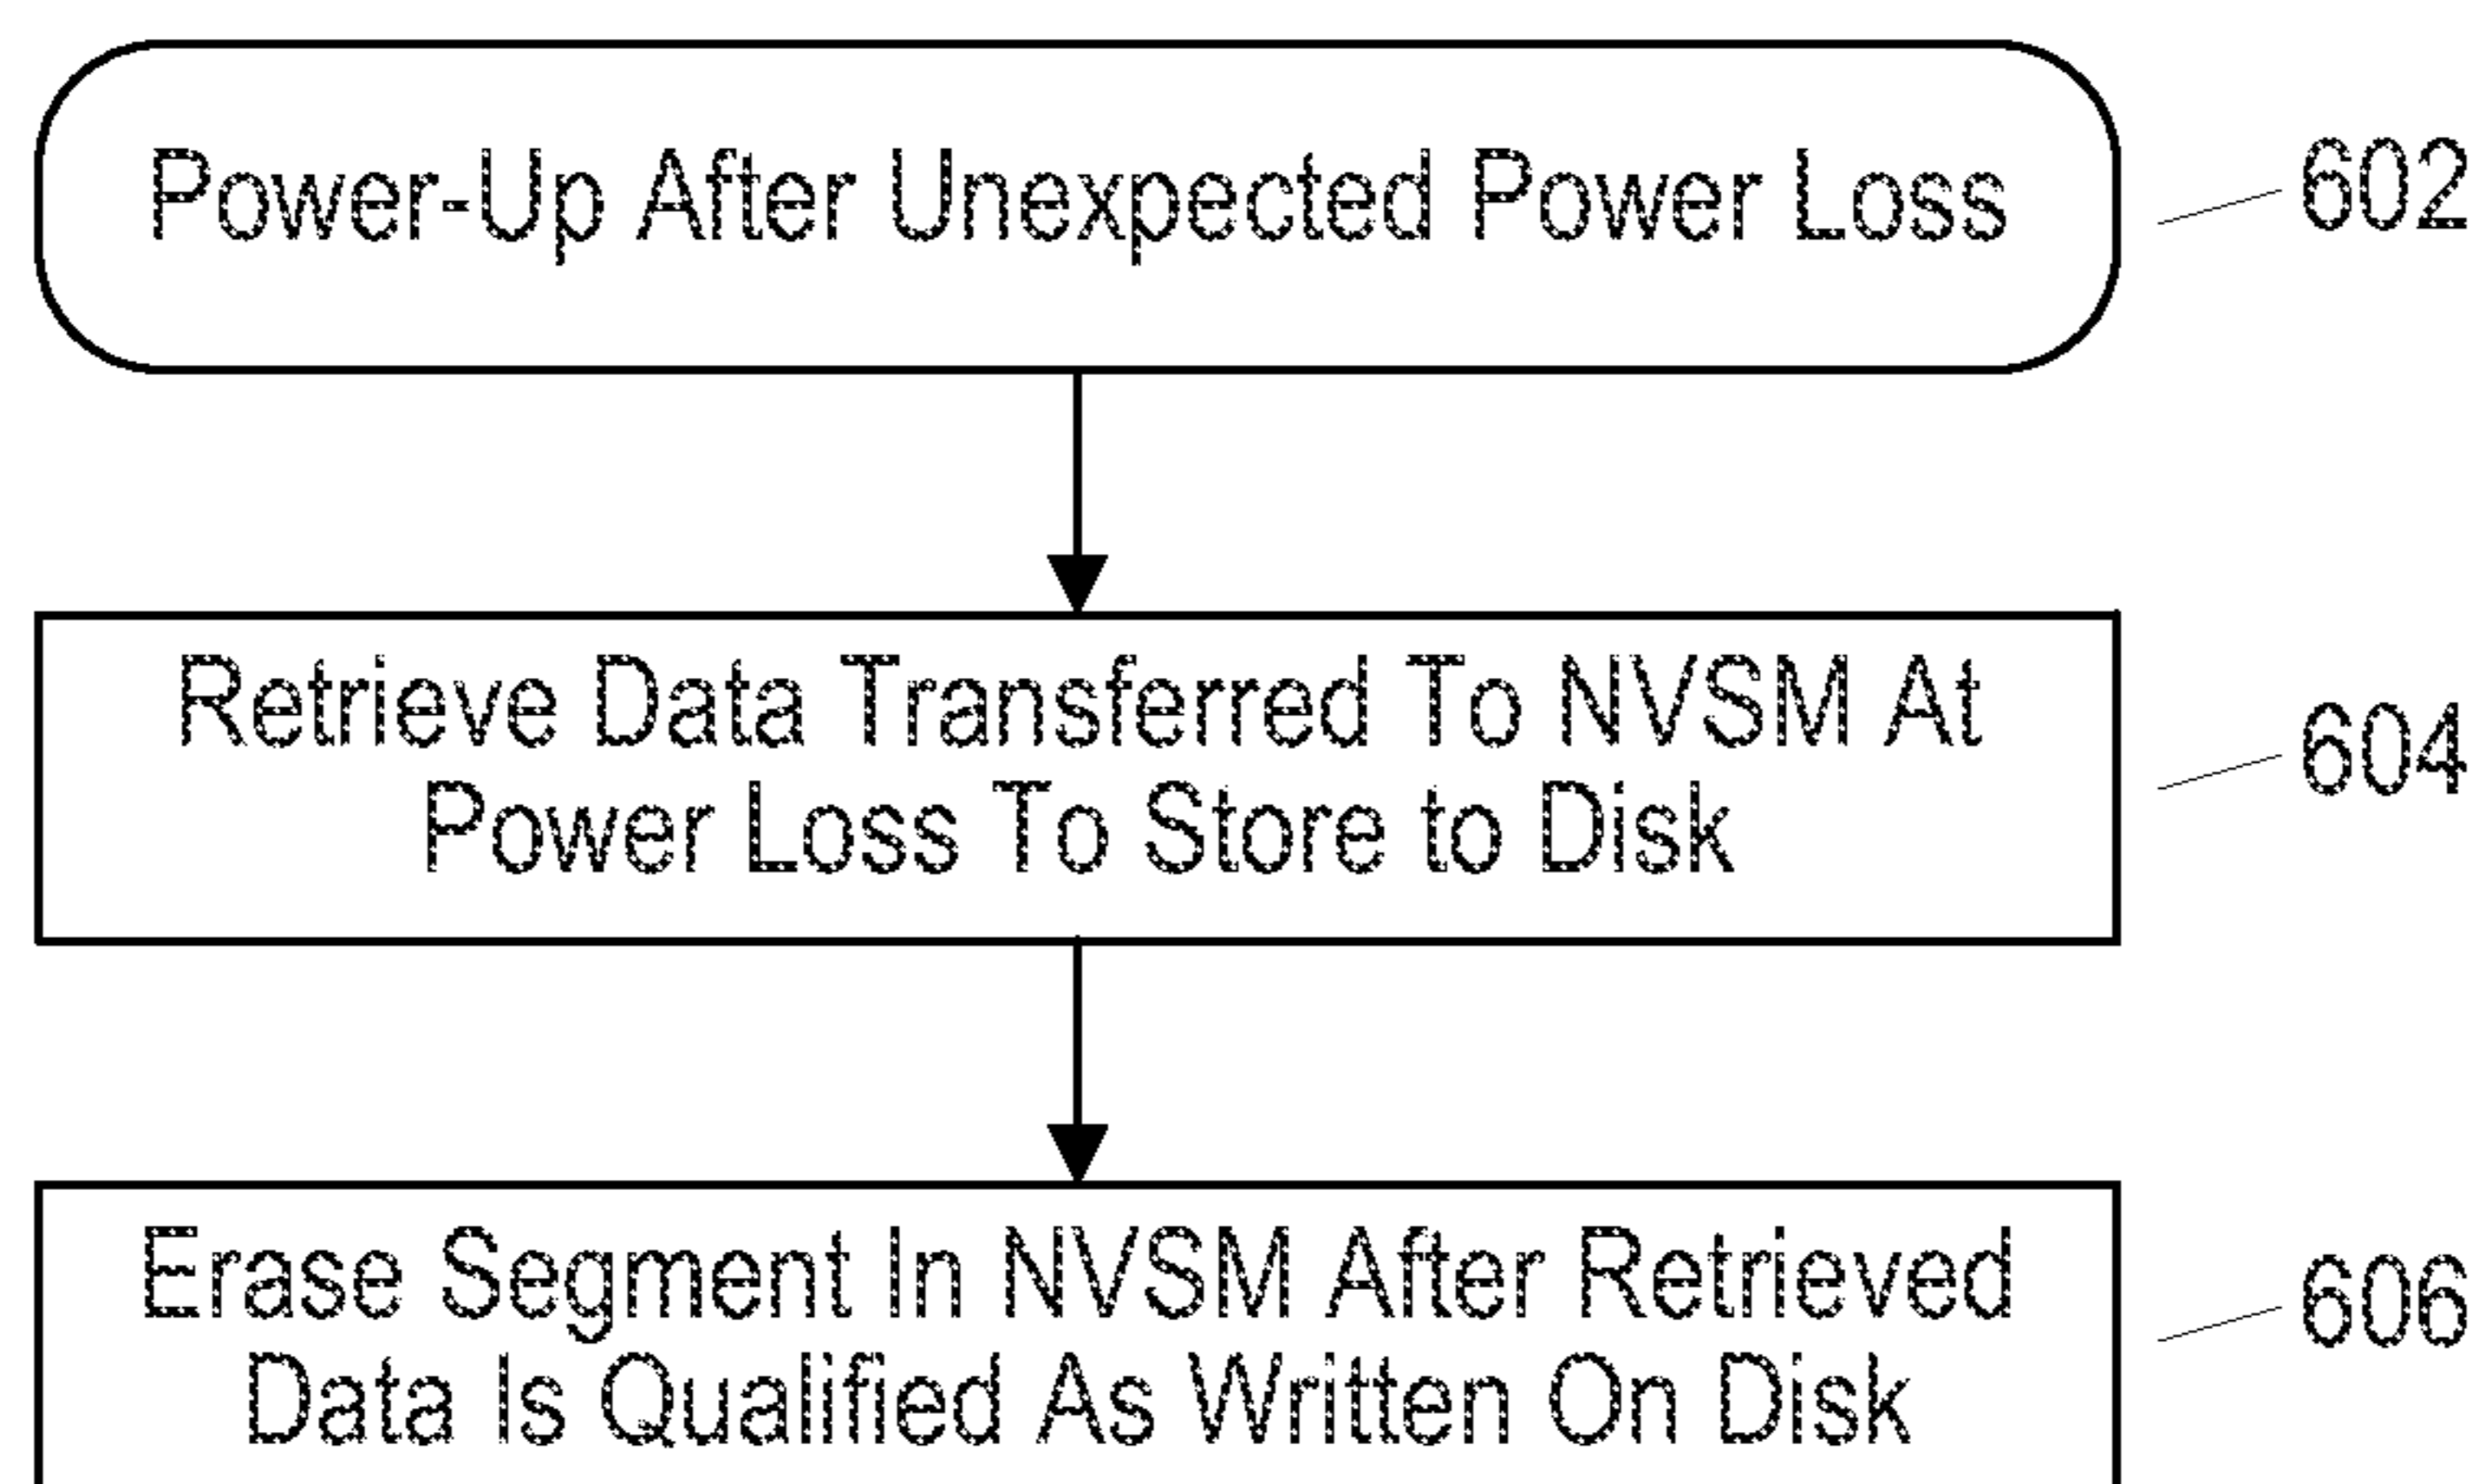 Power-Up After Unexpected Power Loss
602
Retrieve Data Transferred To NVSM At
Power Loss To Store to Disk
604
Erase Segment In NVSM After Retrieved
Data Is Qualified As Written On Disk
606